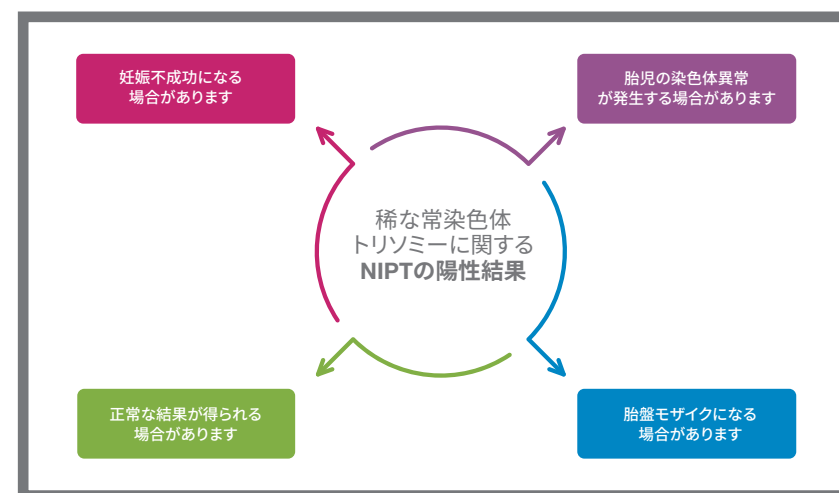 妊娠不成功になる
場合があります
胎児の染色体異常
が発生する場合があります
稀な常染色体
トリソミーに関する
NIPTの陽性結果
正常な結果が得られる
場合があります
胎盤モザイクになる
場合があります